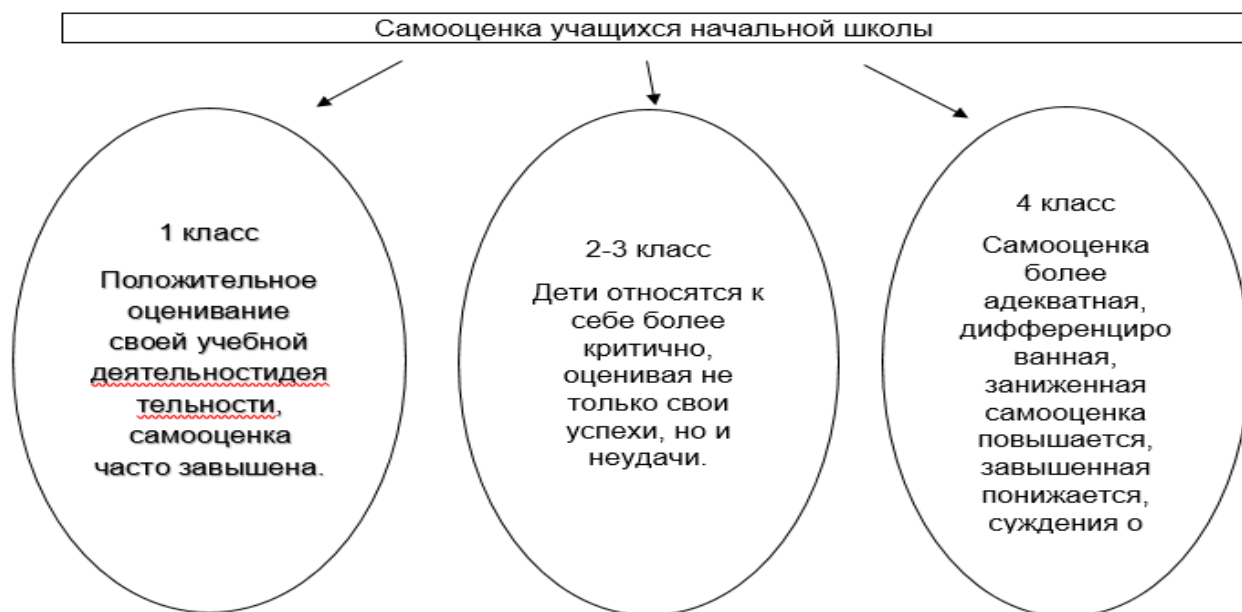 Самооценка учащихся начальной школы
1 класс
Положительное
оценивание
своей учебной
деятельностидея
тельности,
самооценка
часто завышена.
2-3 класс
Дети относятся к
себе более
критично,
оценивая не
только свои
успехи, но и
неудачи.
4 класс
Самооценка
более
адекватная,
дифференциро
ванная,
заниженная
самооценка
повышается,
завышенная
понижается,
суждения о